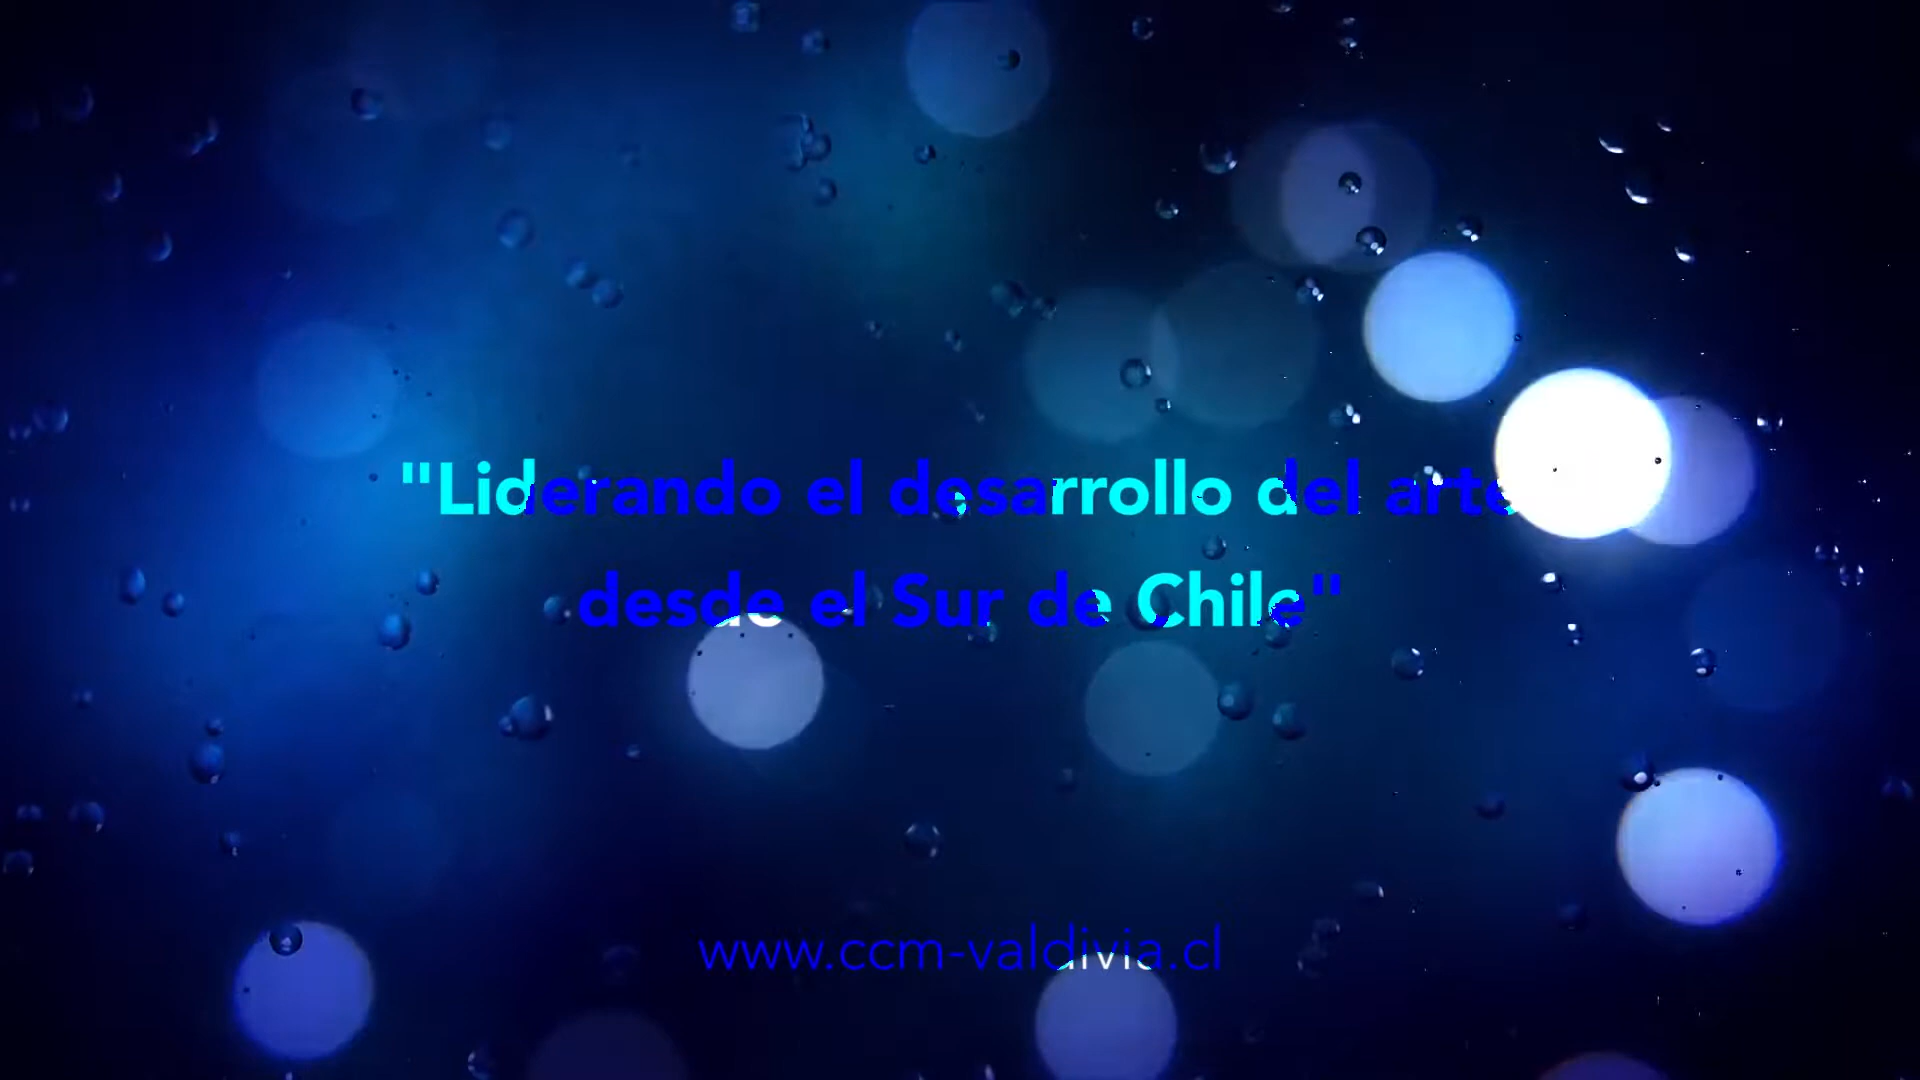 "Liderando el desarrollo del arte
desde el Sur de Chile"
www.ccm-valdivia.cl